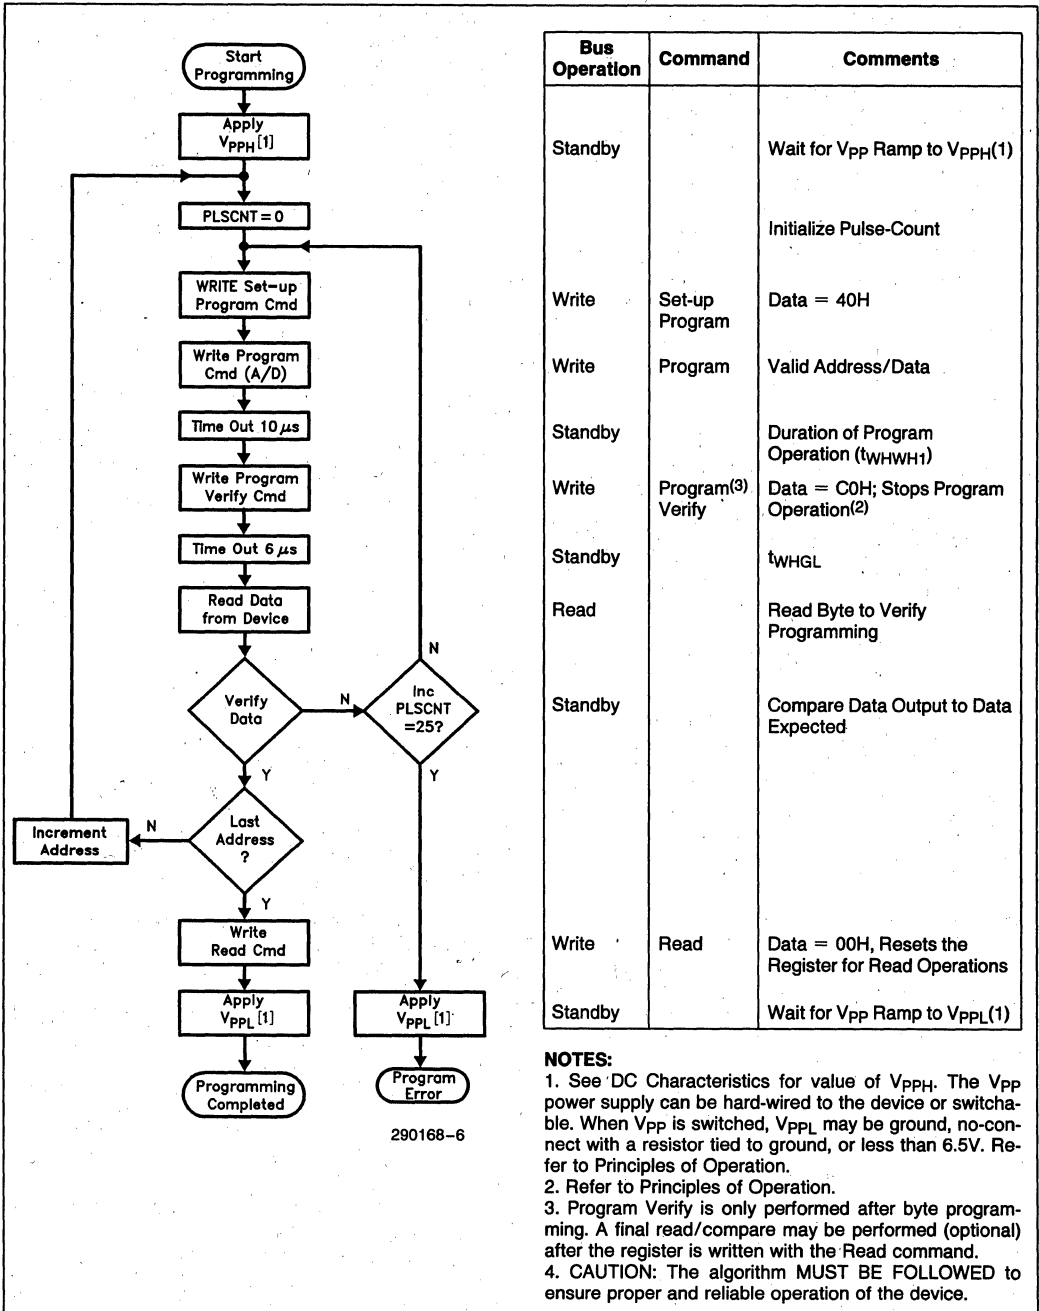 Start
Programming
Apply
VPPH[1]
PLSCNT = 0
WRITE Set-up
Program Cmd
Write Program
Cmd (A/D)
Time Out 10 μs
Write Program
Verify Cmd
Time Out 6 μs
Read Data
from Device
Verify
Data
N
Inc
PLSCNT
=25?
N
Y
Y
Last
Address
?
N
Increment
Address
Y
Write
Read Cmd
Apply
VPPL[1]
Apply
VPPL[1]
Programming
Completed
Program
Error
290168-6
Bus
Operation
Command
Comments
Standby
Wait for VPP Ramp to VPPH(1)
Initialize Pulse-Count
Write
Set-up
Program
Data = 40H
Write
Program
Valid Address/Data
Standby
Duration of Program
Operation (tWHWH1)
Write
Program(3)
Verify
Data = C0H; Stops Program
Operation(2)
Standby
tWHGL
Read
Read Byte to Verify
Programming
Standby
Compare Data Output to Data
Expected
Write
Read
Data = 00H, Resets the
Register for Read Operations
Standby
Wait for VPP Ramp to VPPL(1)
NOTES:
1. See DC Characteristics for value of VPPH. The VPP
power supply can be hard-wired to the device or switcha-
ble. When VPP is switched, VPPL may be ground, no-con-
nect with a resistor tied to ground, or less than 6.5V. Re-
fer to Principles of Operation.
2. Refer to Principles of Operation.
3. Program Verify is only performed after byte program-
ming. A final read/compare may be performed (optional)
after the register is written with the Read command.
4. CAUTION: The algorithm MUST BE FOLLOWED to
ensure proper and reliable operation of the device.